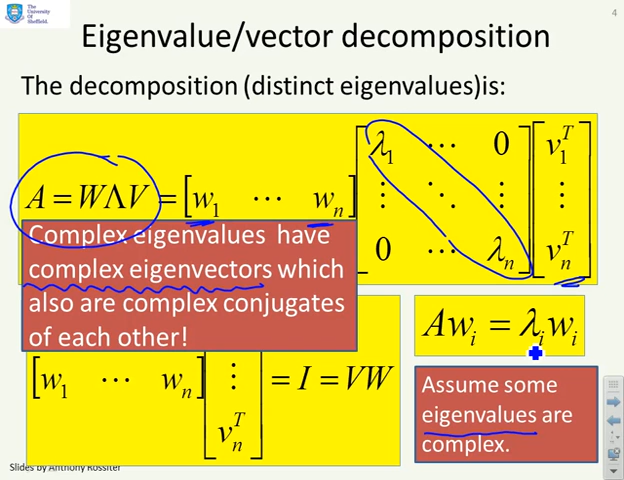 The
University
Of
Sheffield.
4
Eigenvalue/vector decomposition
The decomposition (distinct eigenvalues)is:
A = WΛV = [w₁ ⋯ wₙ] [λ₁ ⋯ 0; ⋮ ⋱ ⋮; 0 ⋯ λₙ] [v₁ᵀ; ⋮; vₙᵀ]
Complex eigenvalues have
complex eigenvectors which
also are complex conjugates
of each other!
[w₁ ⋯ wₙ] [⋮; vₙᵀ] = I = VW
Awᵢ = λᵢwᵢ
Assume some
eigenvalues are
complex.
Slides by Anthony Rossiter